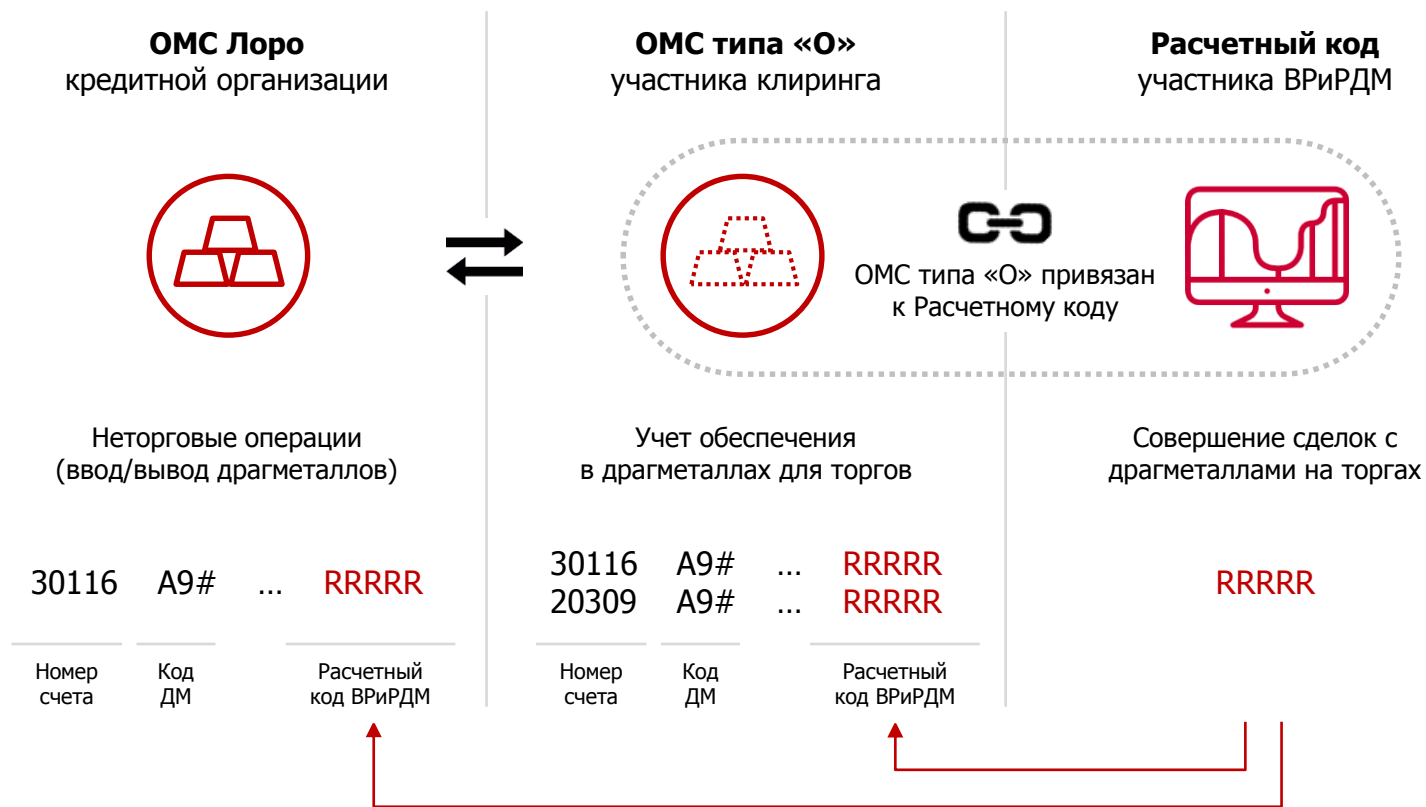 ОМС Лоро
кредитной организации
ОМС типа «О»
участника клиринга
Расчетный код
участника ВРиРДМ
ОМС типа «О» привязан
к Расчетному коду
Неторговые операции
(ввод/вывод драгметаллов)
Учет обеспечения
в драгметаллах для торгов
Совершение сделок с
драгметаллами на торгах
30116 A9# ... RRRRR
30116 A9# ... RRRRR
20309 A9# ... RRRRR
RRRRR
Номер
счета
Код
ДМ
Расчетный
код ВРиРДМ
Номер
счета
Код
ДМ
Расчетный
код ВРиРДМ